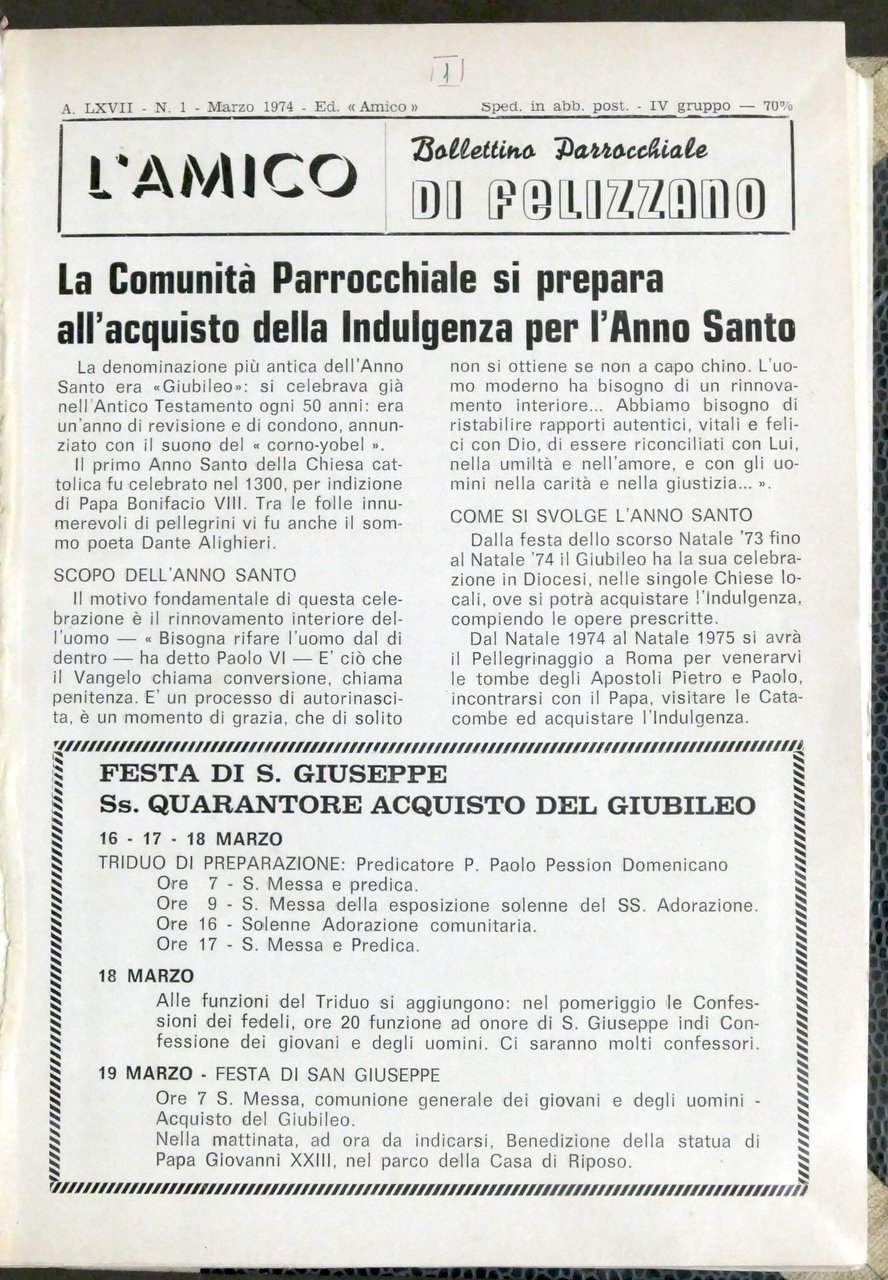 1
A. LXVII - N. 1 - Marzo 1974 - Ed. « Amico »
Sped. in abb. post. - IV gruppo — 70%
L'AMICO
Bollettino Parrocchiale
DI FELIZZANO
La Comunità Parrocchiale si prepara
all'acquisto della Indulgenza per l'Anno Santo
La denominazione più antica dell'Anno
Santo era «Giubileo»: si celebrava già
nell'Antico Testamento ogni 50 anni: era
un'anno di revisione e di condono, annun-
ziato con il suono del « corno-yobel ».
Il primo Anno Santo della Chiesa cat-
tolica fu celebrato nel 1300, per indizione
di Papa Bonifacio VIII. Tra le folle innu-
merevoli di pellegrini vi fu anche il som-
mo poeta Dante Alighieri.
SCOPO DELL'ANNO SANTO
Il motivo fondamentale di questa cele-
brazione è il rinnovamento interiore del-
l'uomo — « Bisogna rifare l'uomo dal di
dentro — ha detto Paolo VI — E' ciò che
il Vangelo chiama conversione, chiama
penitenza. E' un processo di autorinasci-
ta, è un momento di grazia, che di solito
non si ottiene se non a capo chino. L'uo-
mo moderno ha bisogno di un rinnova-
mento interiore... Abbiamo bisogno di
ristabilire rapporti autentici, vitali e feli-
ci con Dio, di essere riconciliati con Lui,
nella umiltà e nell'amore, e con gli uo-
mini nella carità e nella giustizia... ».
COME SI SVOLGE L'ANNO SANTO
Dalla festa dello scorso Natale '73 fino
al Natale '74 il Giubileo ha la sua celebra-
zione in Diocesi, nelle singole Chiese lo-
cali, ove si potrà acquistare l'Indulgenza,
compiendo le opere prescritte.
Dal Natale 1974 al Natale 1975 si avrà
il Pellegrinaggio a Roma per venerarvi
le tombe degli Apostoli Pietro e Paolo,
incontrarsi con il Papa, visitare le Cata-
combe ed acquistare l'Indulgenza.
FESTA DI S. GIUSEPPE
Ss. QUARANTORE ACQUISTO DEL GIUBILEO
16 - 17 - 18 MARZO
TRIDUO DI PREPARAZIONE: Predicatore P. Paolo Pession Domenicano
Ore 7 - S. Messa e predica.
Ore 9 - S. Messa della esposizione solenne del SS. Adorazione.
Ore 16 - Solenne Adorazione comunitaria.
Ore 17 - S. Messa e Predica.
18 MARZO
Alle funzioni del Triduo si aggiungono: nel pomeriggio le Confes-
sioni dei fedeli, ore 20 funzione ad onore di S. Giuseppe indi Con-
fessione dei giovani e degli uomini. Ci saranno molti confessori.
19 MARZO - FESTA DI SAN GIUSEPPE
Ore 7 S. Messa, comunione generale dei giovani e degli uomini -
Acquisto del Giubileo.
Nella mattinata, ad ora da indicarsi, Benedizione della statua di
Papa Giovanni XXIII, nel parco della Casa di Riposo.